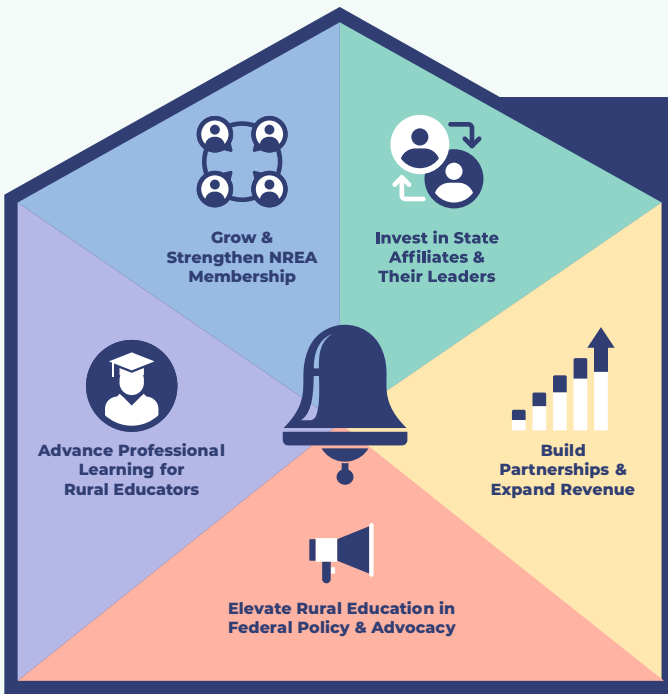 Grow &
Strengthen NREA
Membership
Invest in State
Affiliates &
Their Leaders
Advance Professional
Learning for
Rural Educators
Build
Partnerships &
Expand Revenue
Elevate Rural Education in
Federal Policy & Advocacy